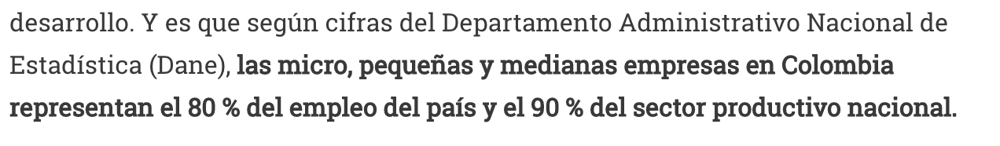 desarrollo. Y es que según cifras del Departamento Administrativo Nacional de
Estadística (Dane), las micro, pequeñas y medianas empresas en Colombia
representan el 80 % del empleo del país y el 90 % del sector productivo nacional.